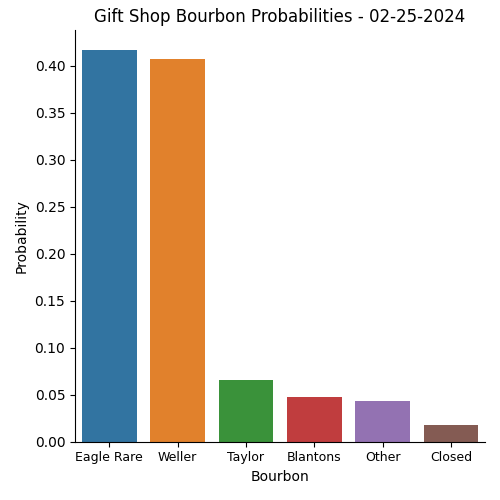 Gift Shop Bourbon Probabilities - 02-25-2024
0.40
0.35
0.30
0.25
0.20
0.15
0.10
0.05
0.00
Probability
Eagle Rare Weller Taylor Blantons Other Closed
Bourbon